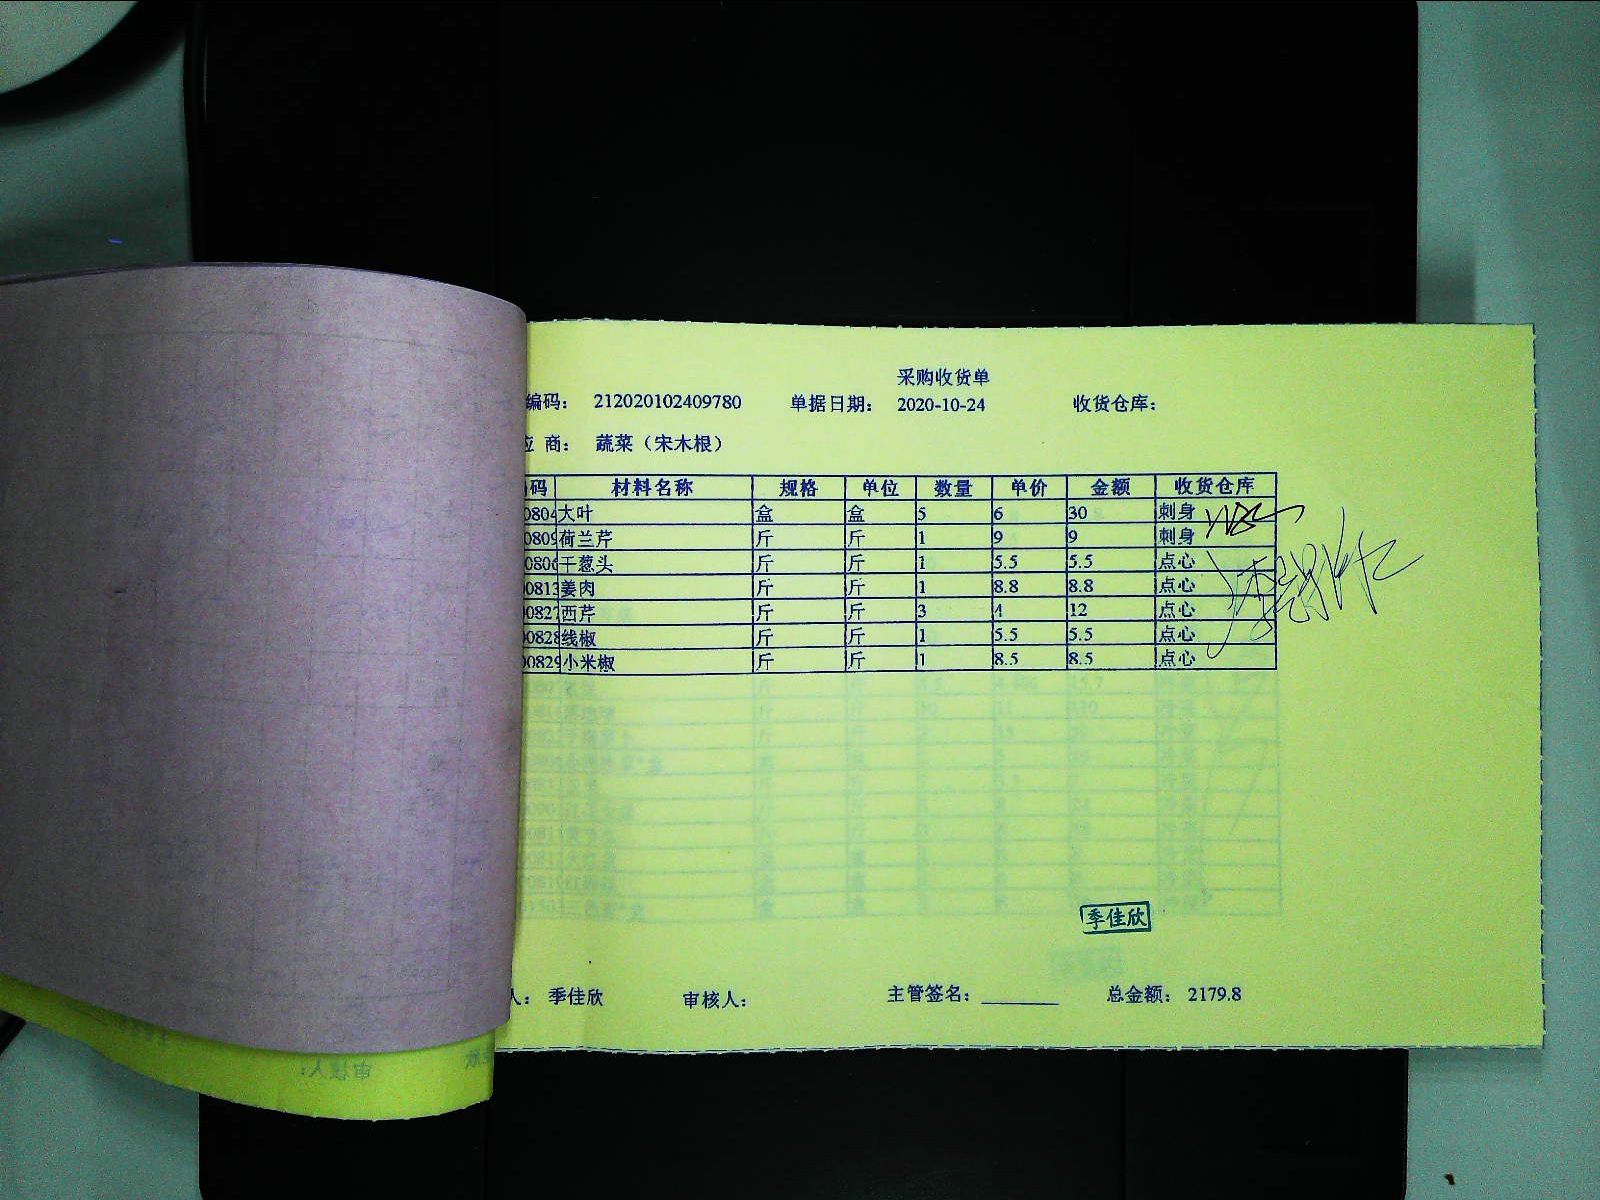 采购收货单
编码： 212020102409780 单据日期： 2020-10-24 收货仓库：
应 商： 蔬菜（宋木根）
码 材料名称 规格 单位 数量 单价 金额 收货仓库
0804 大叶 盒 盒 5 6 30 刺身
0809 荷兰芹 斤 斤 1 9 9 刺身
0806 干葱头 斤 斤 1 5.5 5.5 点心
00813 姜肉 斤 斤 1 8.8 8.8 点心
00827 西芹 斤 斤 3 4 12 点心
00828 线椒 斤 斤 1 5.5 5.5 点心
00829 小米椒 斤 斤 1 8.5 8.5 点心
季佳欣
人： 季佳欣 审核人： 主管签名： 总金额： 2179.8
审核人：